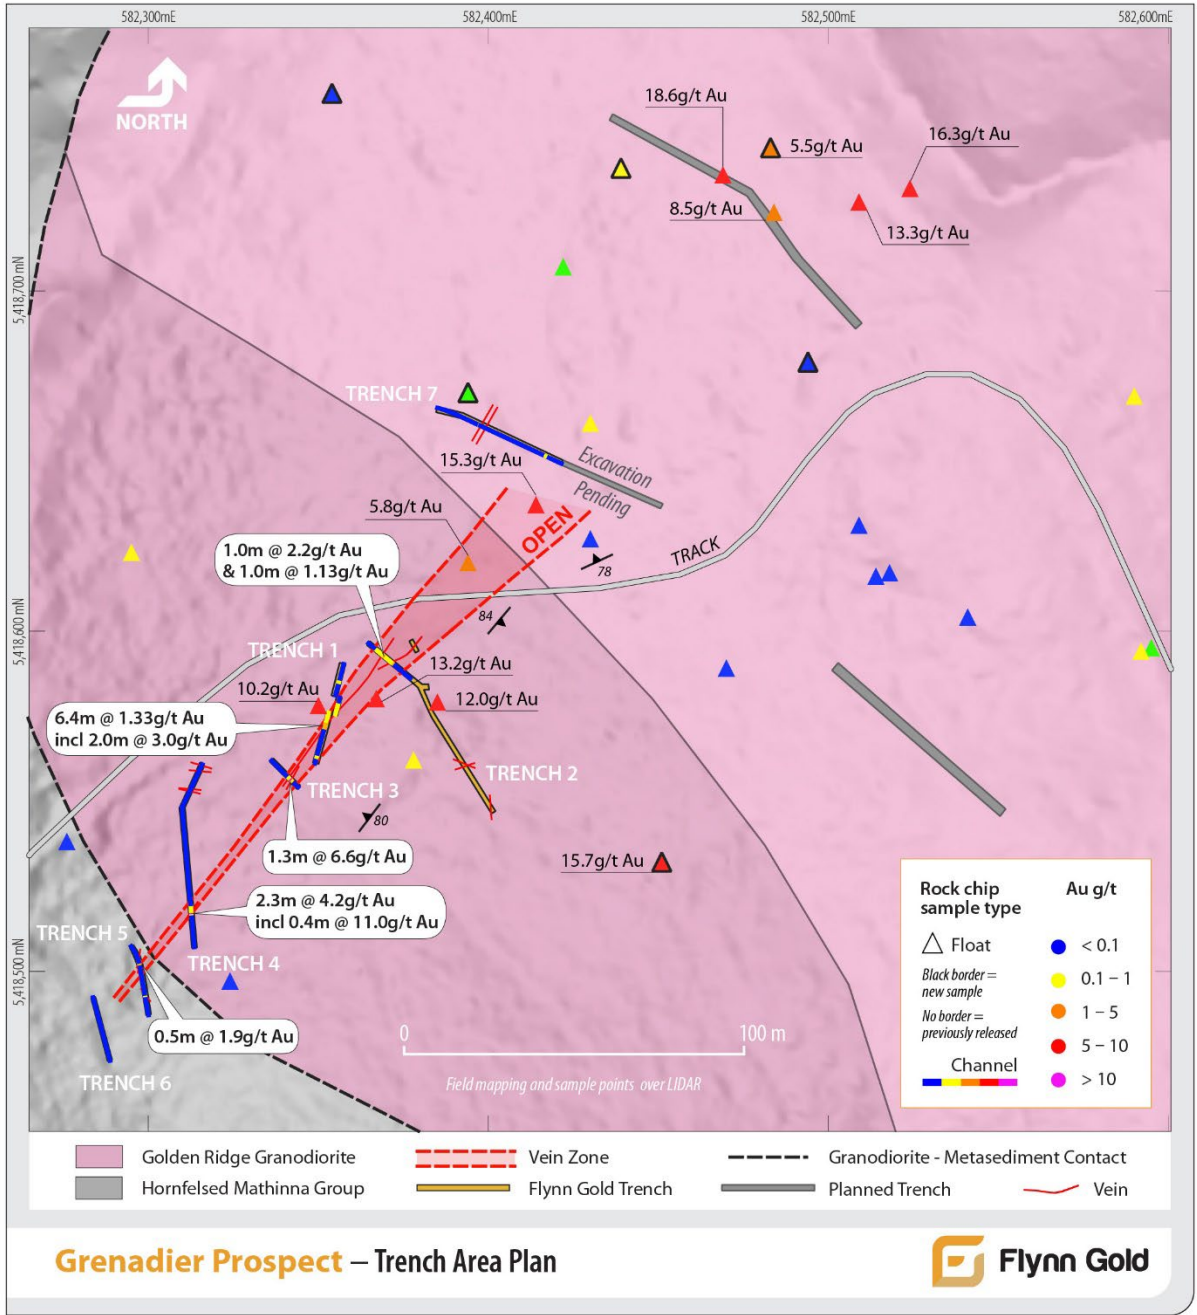 582,300mE
582,400mE
582,500mE
582,600mE
NORTH
18.6g/t Au
5.5g/t Au
16.3g/t Au
8.5g/t Au
13.3g/t Au
5,418,700 mN
TRENCH 7
Excavation
Pending
15.3g/t Au
5.8g/t Au
OPEN
1.0m @ 2.2g/t Au
& 1.0m @ 1.13g/t Au
TRACK
78
84
5,418,600 mN
TRENCH 1
13.2g/t Au
10.2g/t Au
12.0g/t Au
6.4m @ 1.33g/t Au
incl 2.0m @ 3.0g/t Au
TRENCH 2
TRENCH 3
80
1.3m @ 6.6g/t Au
15.7g/t Au
2.3m @ 4.2g/t Au
incl 0.4m @ 11.0g/t Au
TRENCH 5
TRENCH 4
5,418,500 mN
0.5m @ 1.9g/t Au
TRENCH 6
0
100 m
Field mapping and sample points over LIDAR
Rock chip
sample type
Au g/t
Float
Black border =
new sample
No border =
previously released
Channel
< 0.1
0.1 – 1
1 – 5
5 – 10
> 10
Golden Ridge Granodiorite
Vein Zone
Granodiorite - Metasediment Contact
Hornfelsed Mathinna Group
Flynn Gold Trench
Planned Trench
Vein
Grenadier Prospect – Trench Area Plan
Flynn Gold